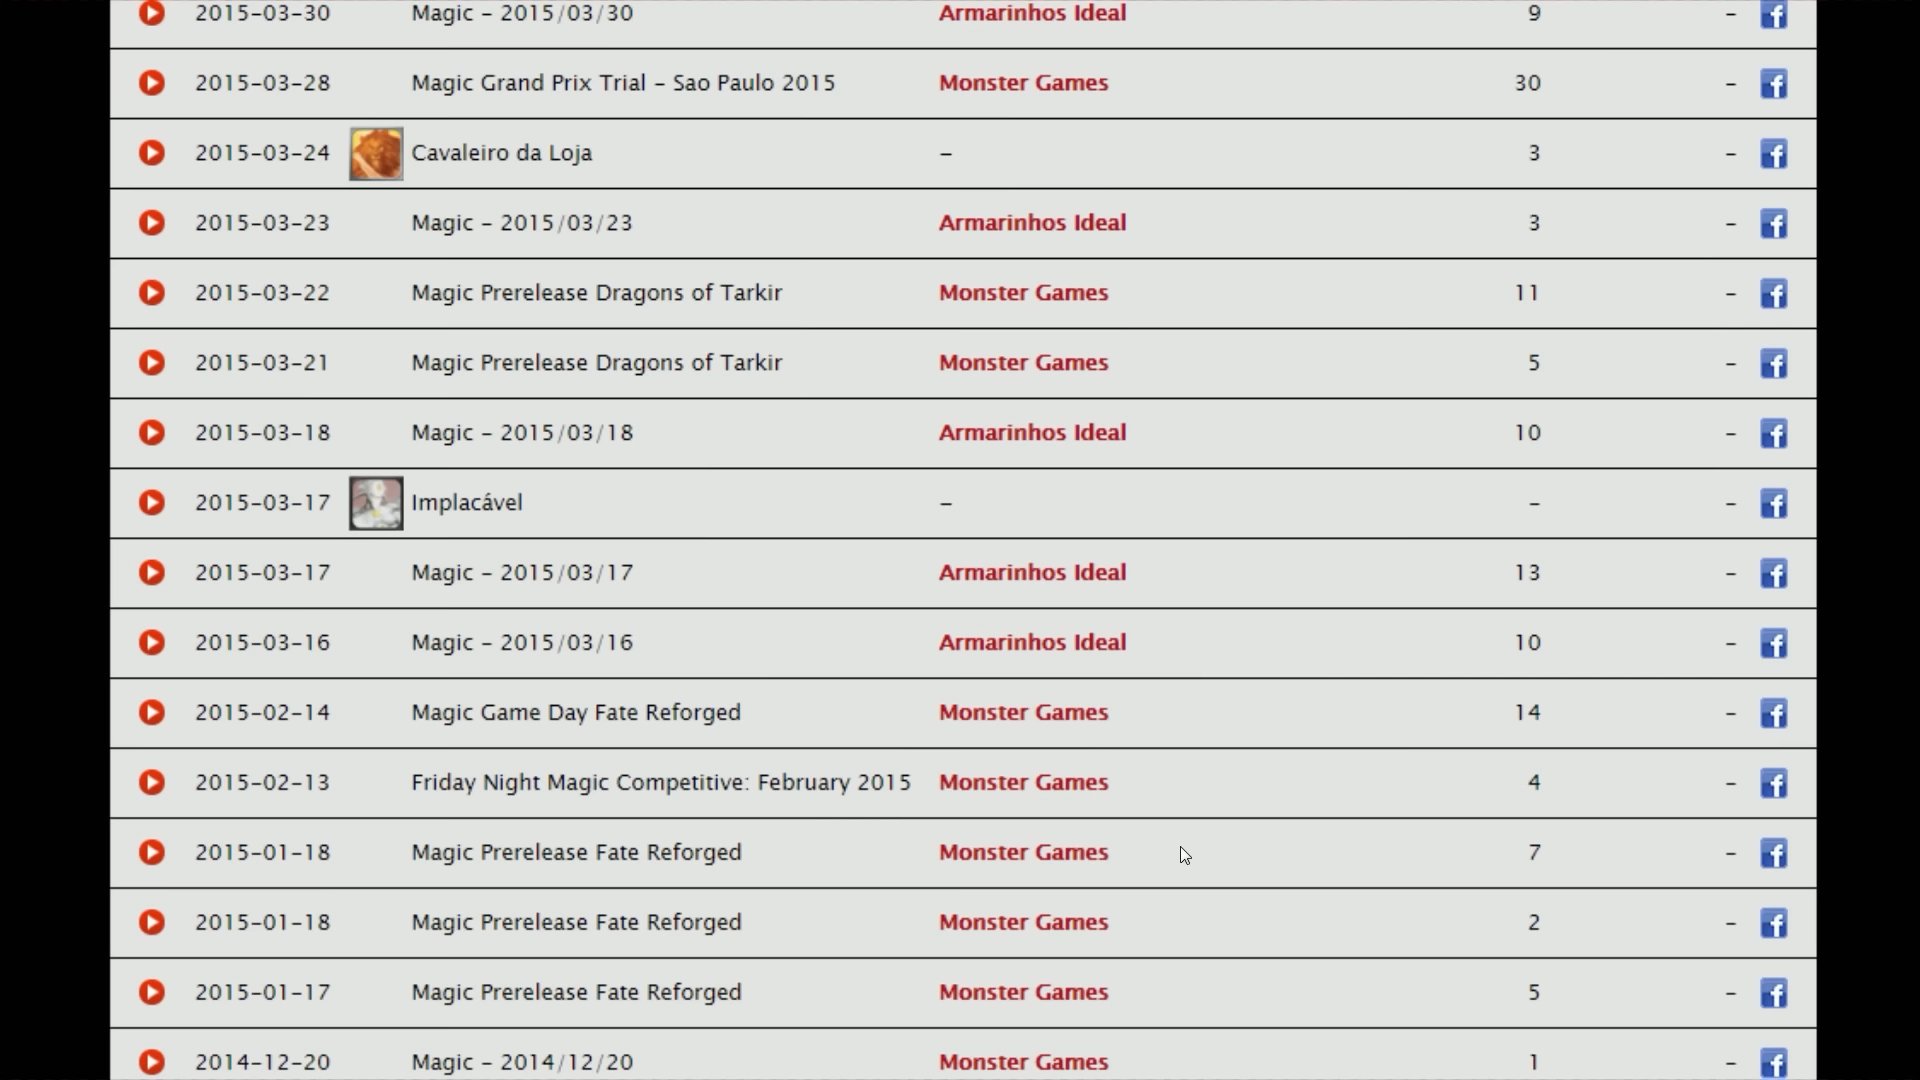 2015-03-30 Magic - 2015/03/30 Armarinhos Ideal 9 -
2015-03-28 Magic Grand Prix Trial - Sao Paulo 2015 Monster Games 30 -
2015-03-24 Cavaleiro da Loja - 3 -
2015-03-23 Magic - 2015/03/23 Armarinhos Ideal 3 -
2015-03-22 Magic Prerelease Dragons of Tarkir Monster Games 11 -
2015-03-21 Magic Prerelease Dragons of Tarkir Monster Games 5 -
2015-03-18 Magic - 2015/03/18 Armarinhos Ideal 10 -
2015-03-17 Implacável - - -
2015-03-17 Magic - 2015/03/17 Armarinhos Ideal 13 -
2015-03-16 Magic - 2015/03/16 Armarinhos Ideal 10 -
2015-02-14 Magic Game Day Fate Reforged Monster Games 14 -
2015-02-13 Friday Night Magic Competitive: February 2015 Monster Games 4 -
2015-01-18 Magic Prerelease Fate Reforged Monster Games 7 -
2015-01-18 Magic Prerelease Fate Reforged Monster Games 2 -
2015-01-17 Magic Prerelease Fate Reforged Monster Games 5 -
2014-12-20 Magic - 2014/12/20 Monster Games 1 -